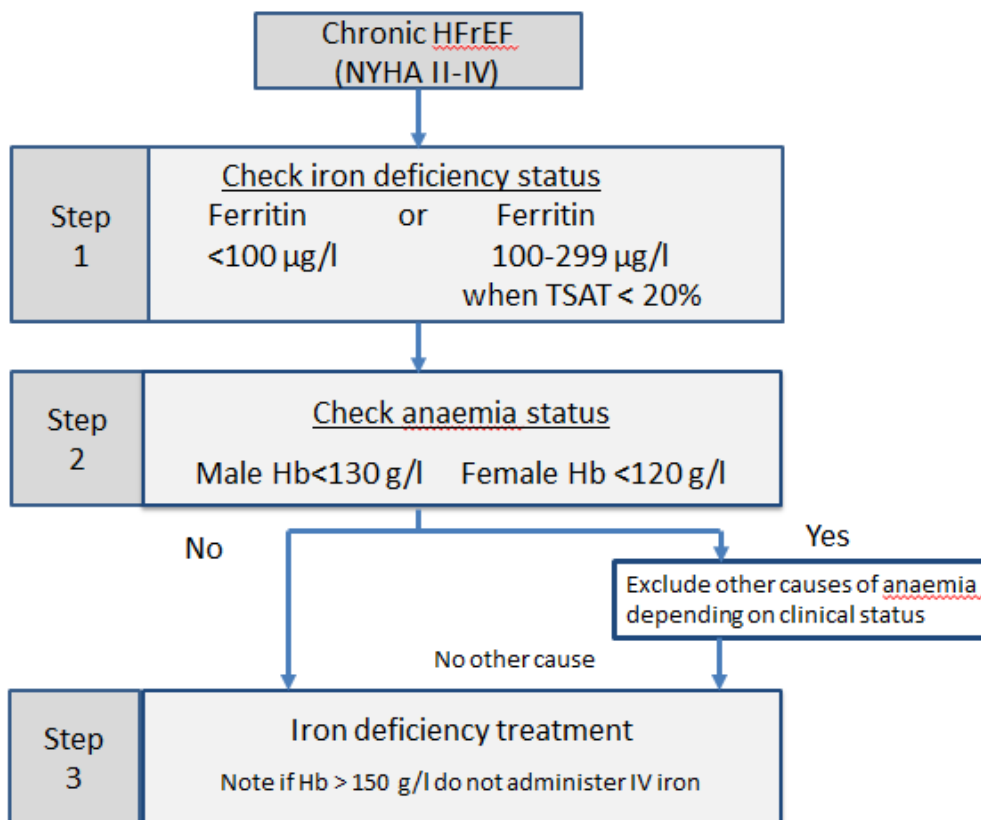 Chronic HFrEF
(NYHA II-IV)
Step
1
Check iron deficiency status
Ferritin or Ferritin
<100 µg/l 100-299 µg/l
when TSAT < 20%
Step
2
Check anaemia status
Male Hb<130 g/l Female Hb <120 g/l
No
Yes
Exclude other causes of anaemia
depending on clinical status
No other cause
Step
3
Iron deficiency treatment
Note if Hb > 150 g/l do not administer IV iron